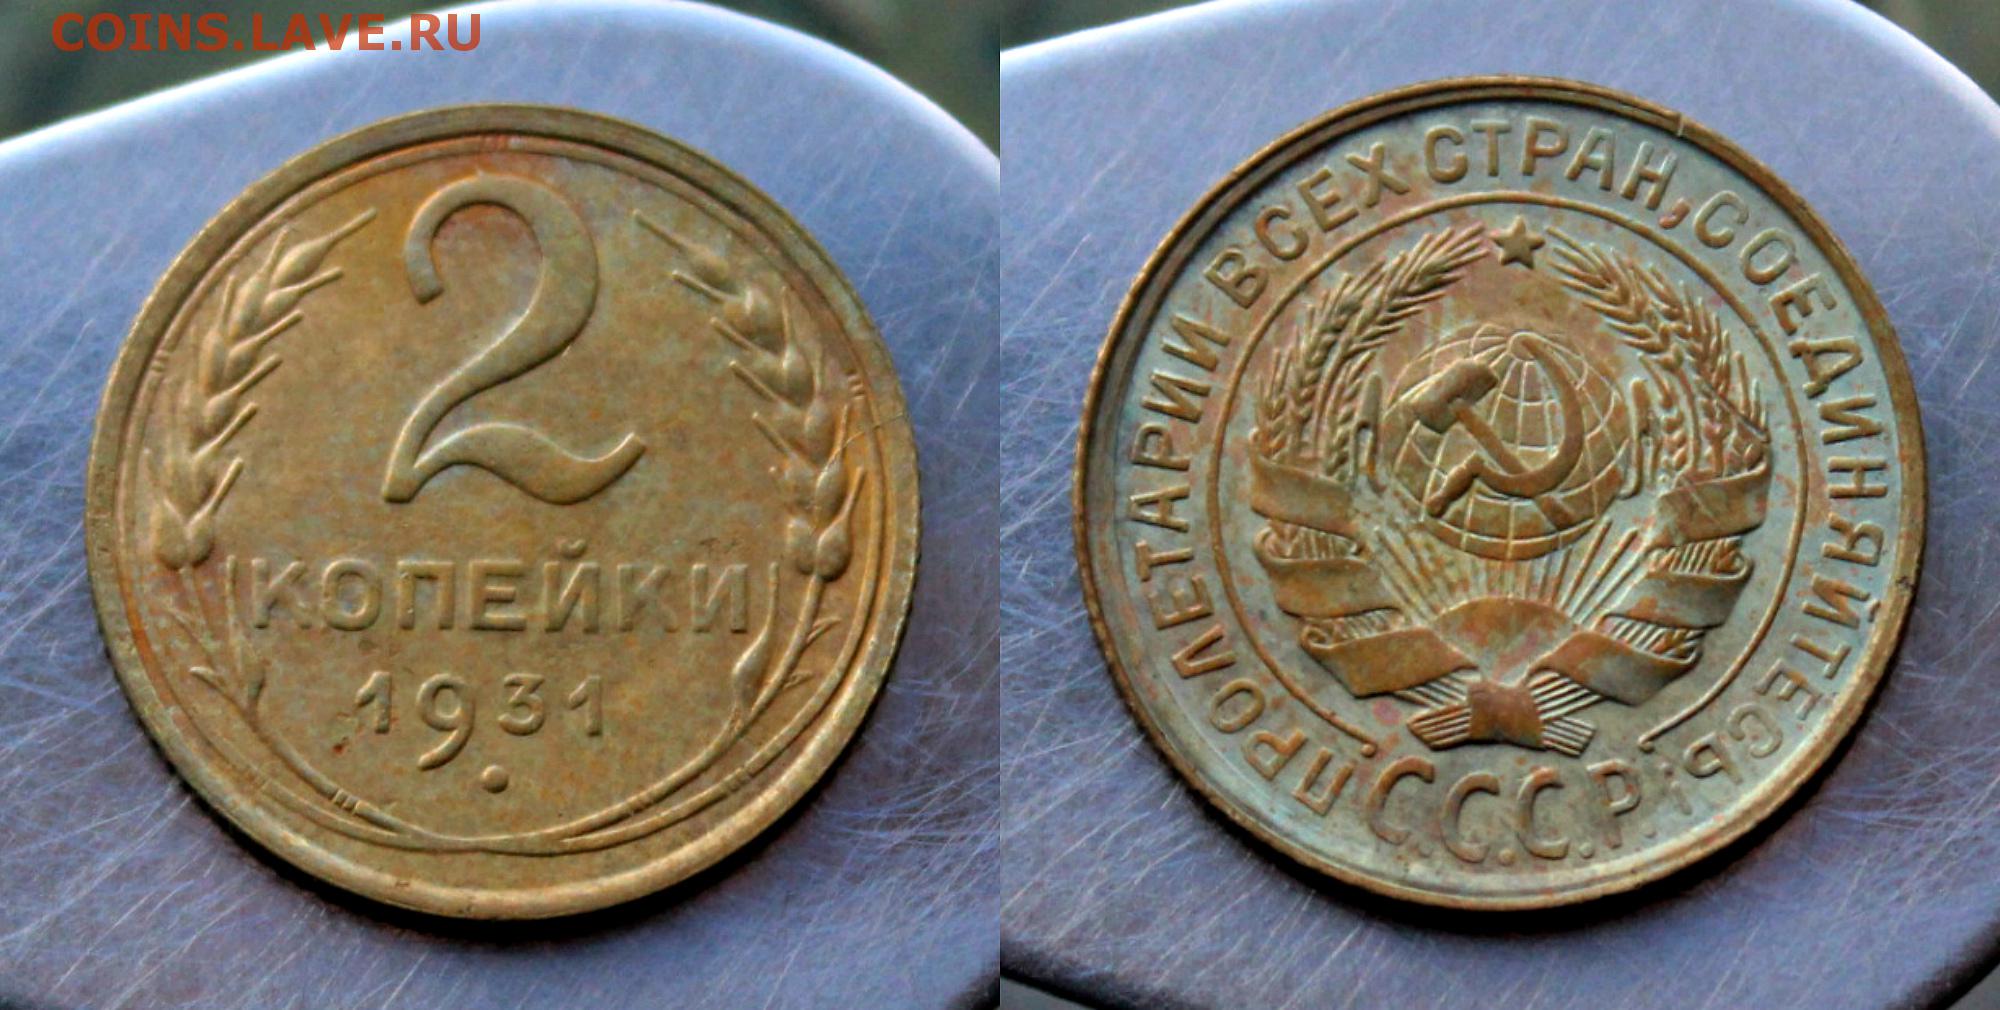 COINS.LAVE.RU
2
КОПЕЙКИ
1931
ПРОЛЕТАРИИ ВСЕХ СТРАН, СОЕДИНЯЙТЕСЬ!
С.С.С.Р.